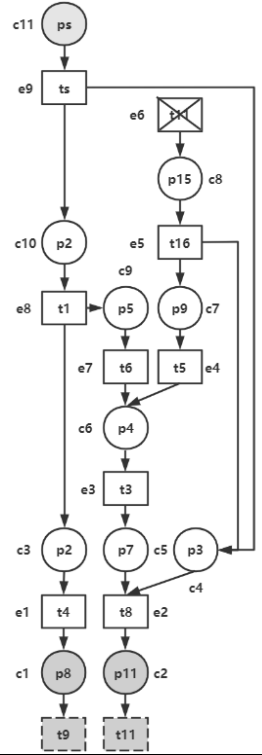 c11 ps
e9 ts
e6 t11
p15 c8
c10 p2
e5 t16
c9
e8 t1
p5
p9 c7
e7 t6
t5 e4
c6 p4
e3 t3
c3 p2
p7 c5
p3
c4
e1 t4
t8 e2
c1 p8
p11 c2
t9
t11